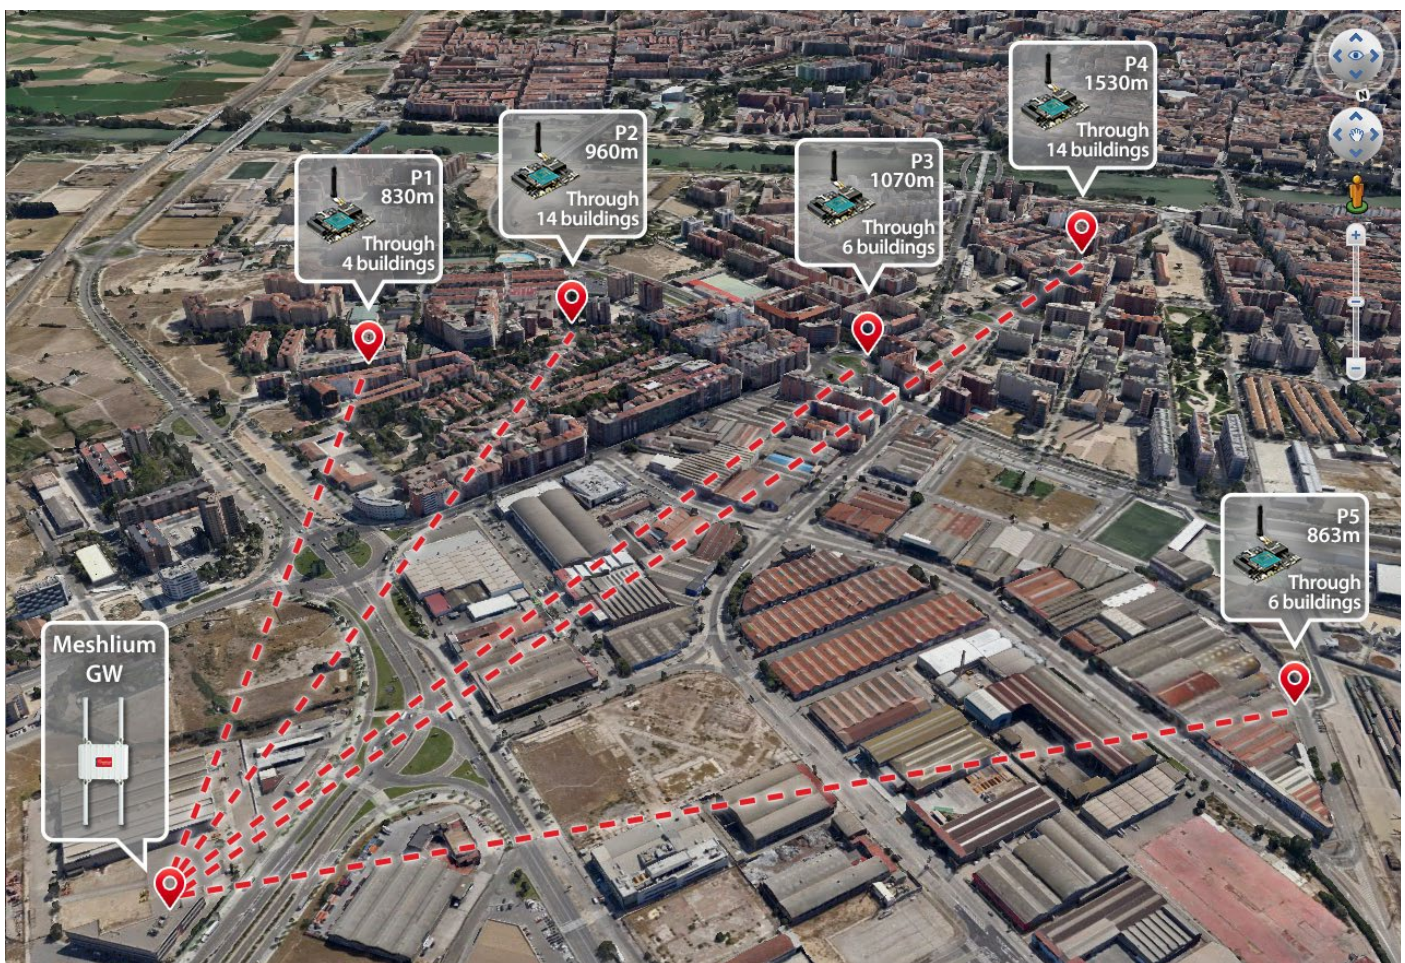 P4
1530m
Through
14 buildings
P2
960m
Through
14 buildings
P3
1070m
Through
6 buildings
P1
830m
Through
4 buildings
P5
863m
Through
6 buildings
Meshlium
GW
N